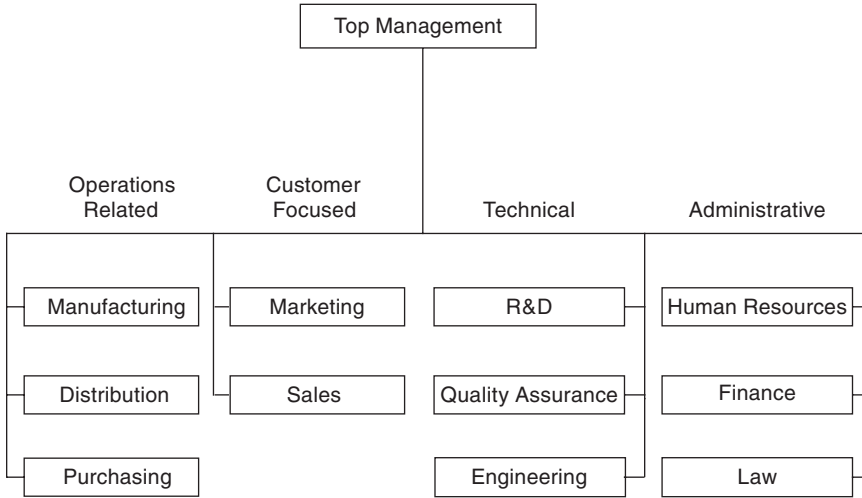 Top Management
Operations
Related
Customer
Focused
Technical
Administrative
Manufacturing
Marketing
R&D
Human Resources
Distribution
Sales
Quality Assurance
Finance
Purchasing
Engineering
Law